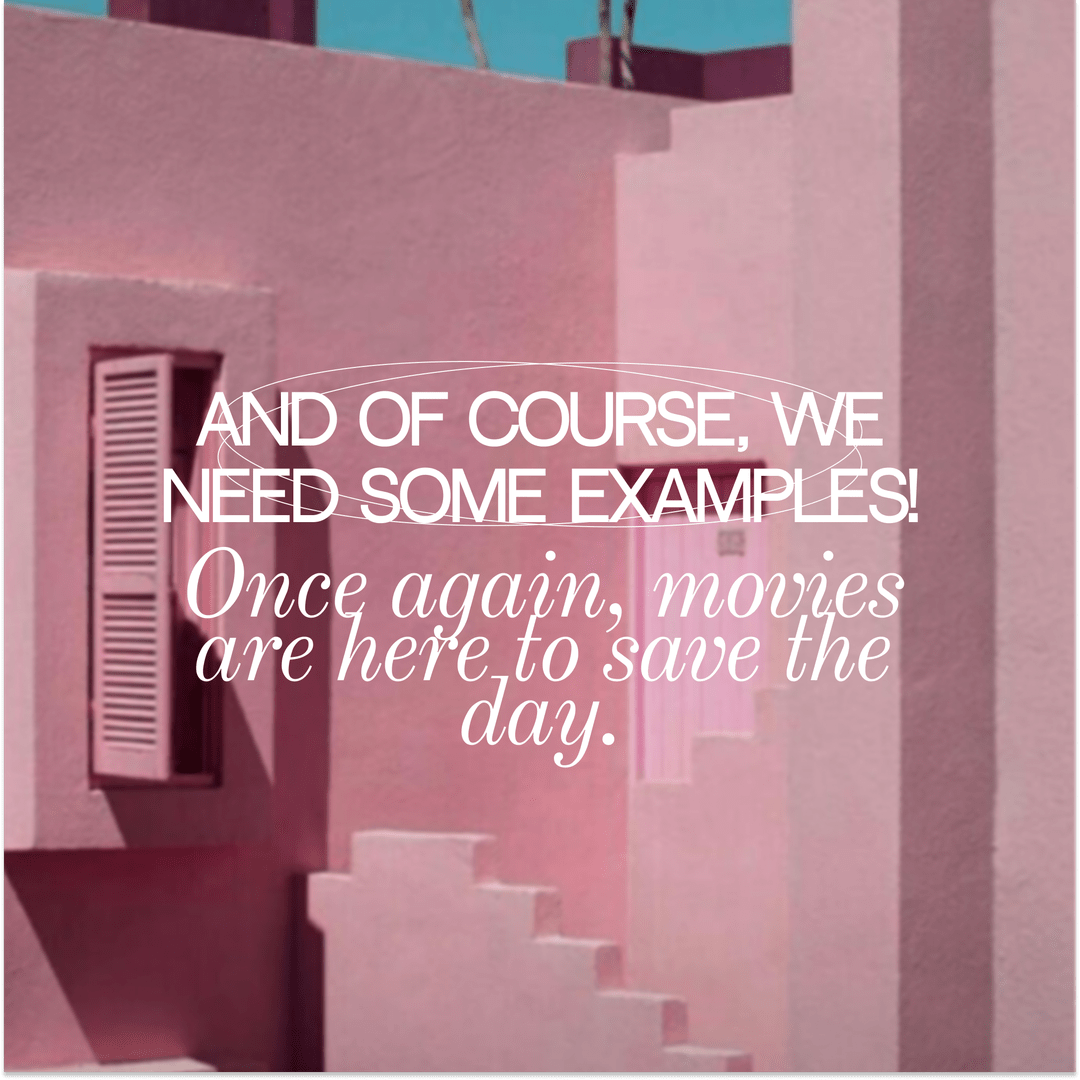 AND OF COURSE, WE
NEED SOME EXAMPLES!
Once again, movies
are here to save the
day.